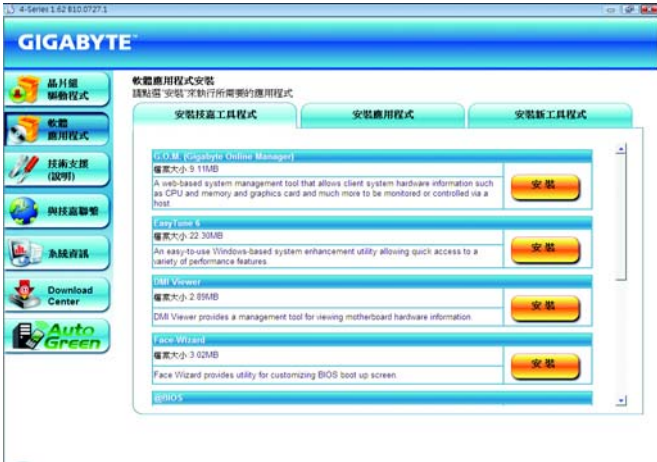 4-Series 1.62 B10.0727.1
GIGABYTE™
晶片組
驅動程式
軟體
應用程式
技術支援
(說明)
與技嘉聯繫
系統資訊
Download
Center
Auto
Green
軟體應用程式安裝
請點選"安裝"來執行所需要的應用程式
安裝技嘉工具程式
安裝應用程式
安裝新工具程式
G.O.M. (Gigabyte Online Manager)
檔案大小 9.11MB
A web-based system management tool that allows client system hardware information such
as CPU and memory and graphics card and much more to be monitored or controlled via a
host
安裝
EasyTune 6
檔案大小 22.30MB
An easy-to-use Windows-based system enhancement utility allowing quick access to a
variety of performance features
安裝
DMI Viewer
檔案大小 2.89MB
DMI Viewer provides a management tool for viewing motherboard hardware information
安裝
Face-Wizard
檔案大小 3.02MB
Face Wizard provides utility for customizing BIOS boot up screen
安裝
@BIOS